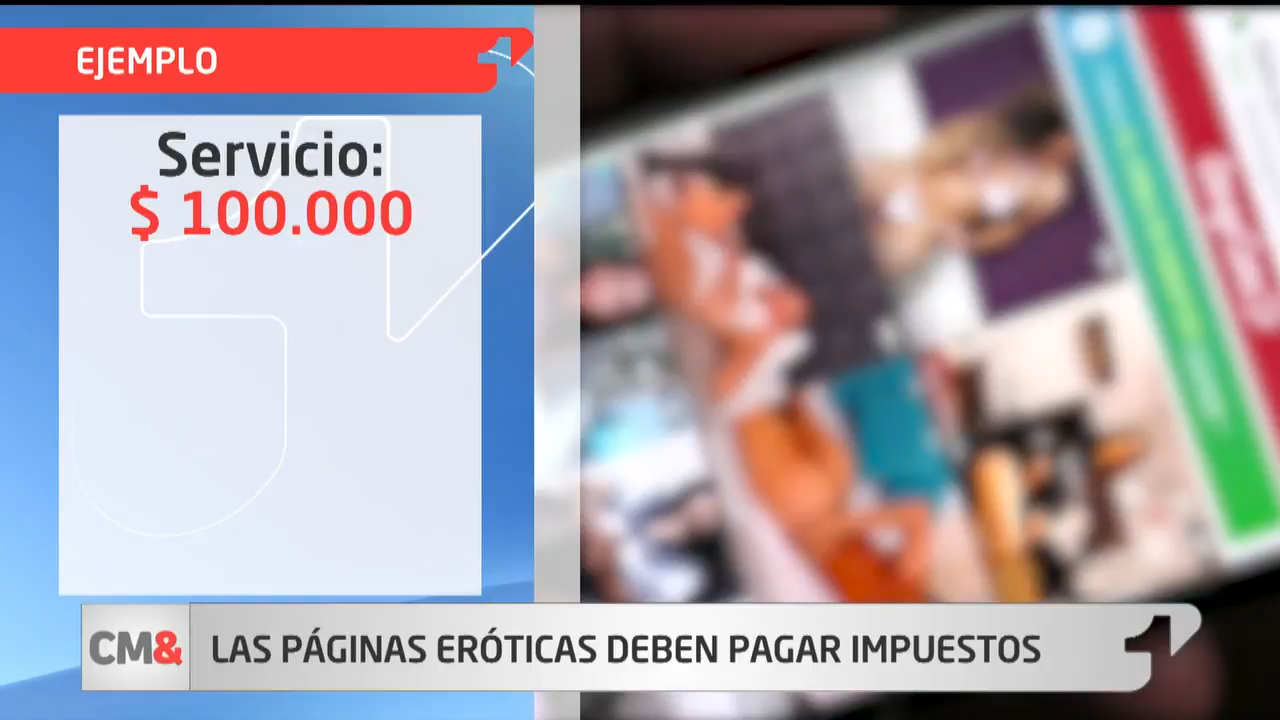 EJEMPLO
Servicio:
$ 100.000
CM& LAS PÁGINAS ERÓTICAS DEBEN PAGAR IMPUESTOS